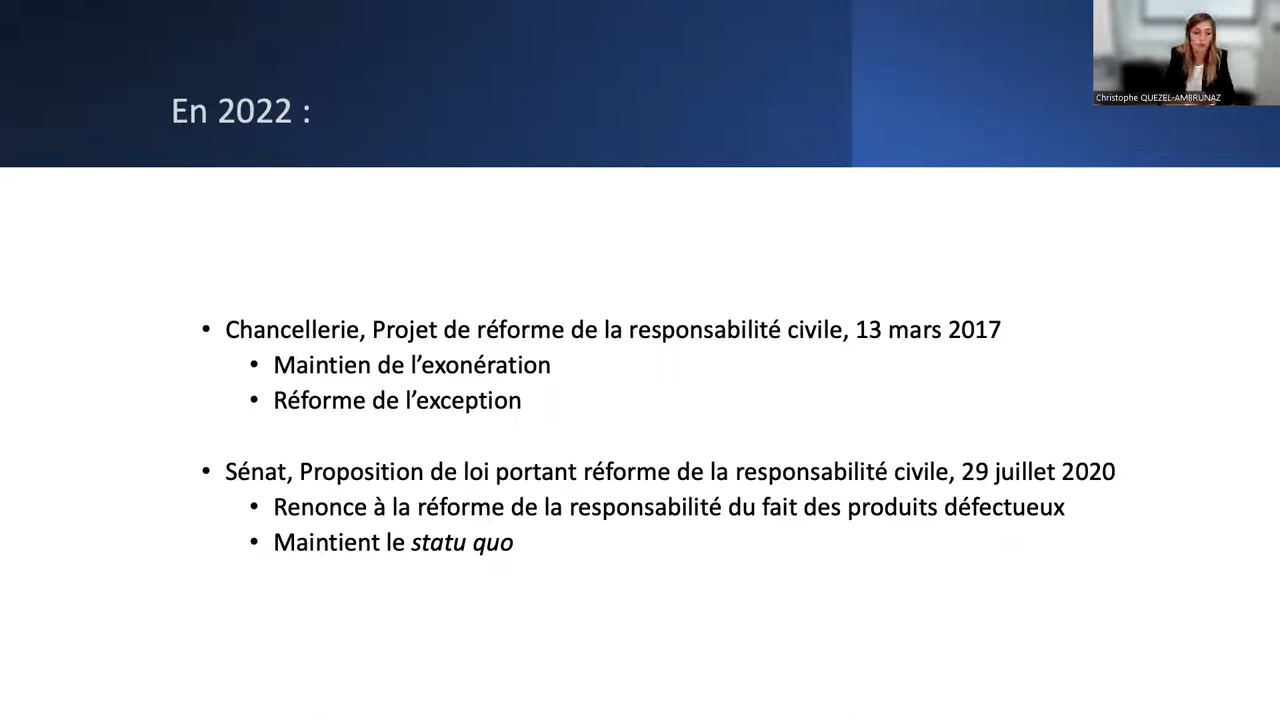 Christophe QUEZEL-AMBRUNAZ
En 2022 :
• Chancellerie, Projet de réforme de la responsabilité civile, 13 mars 2017
• Maintien de l’exonération
• Réforme de l’exception
• Sénat, Proposition de loi portant réforme de la responsabilité civile, 29 juillet 2020
• Renonce à la réforme de la responsabilité du fait des produits défectueux
• Maintient le statu quo